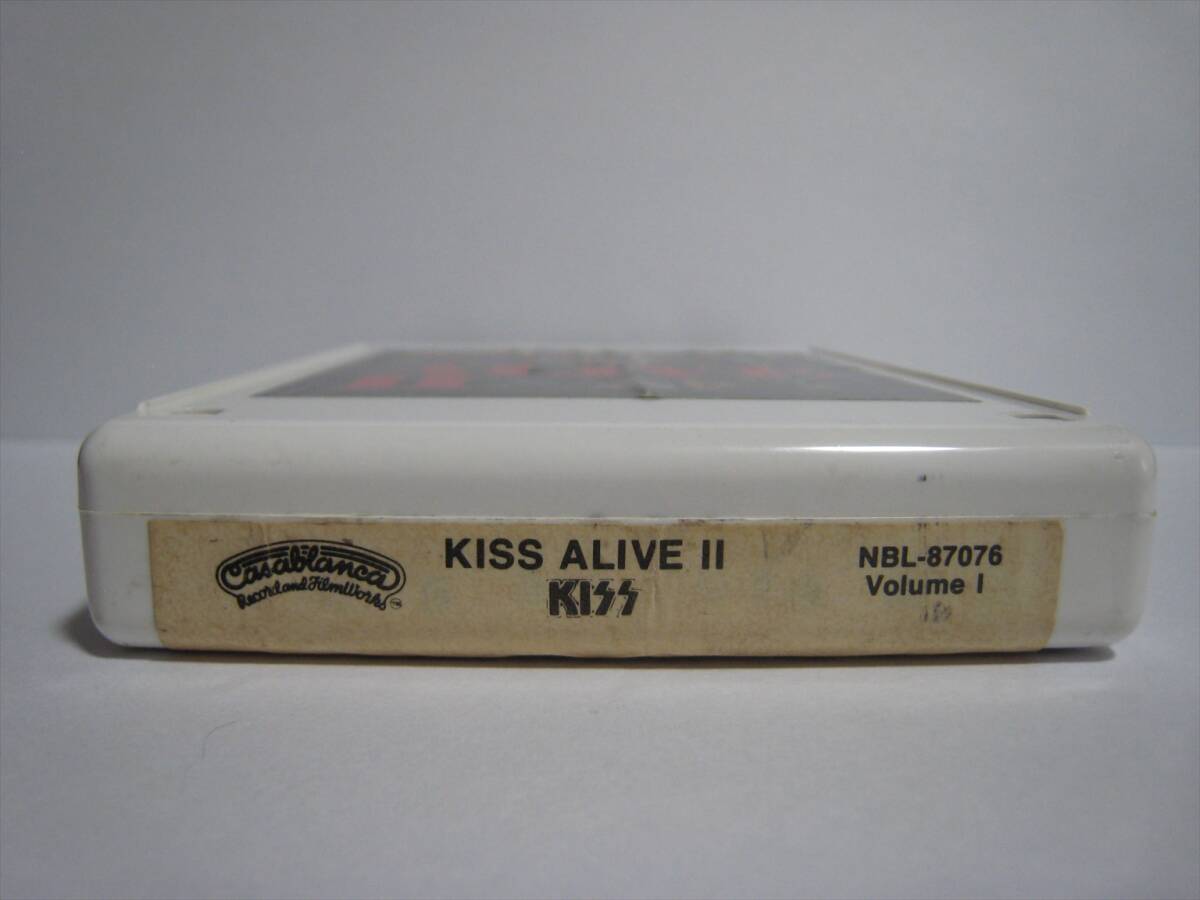 Casablanca
Record and FilmWorks
KISS ALIVE II
KISS
NBL-87076
Volume I